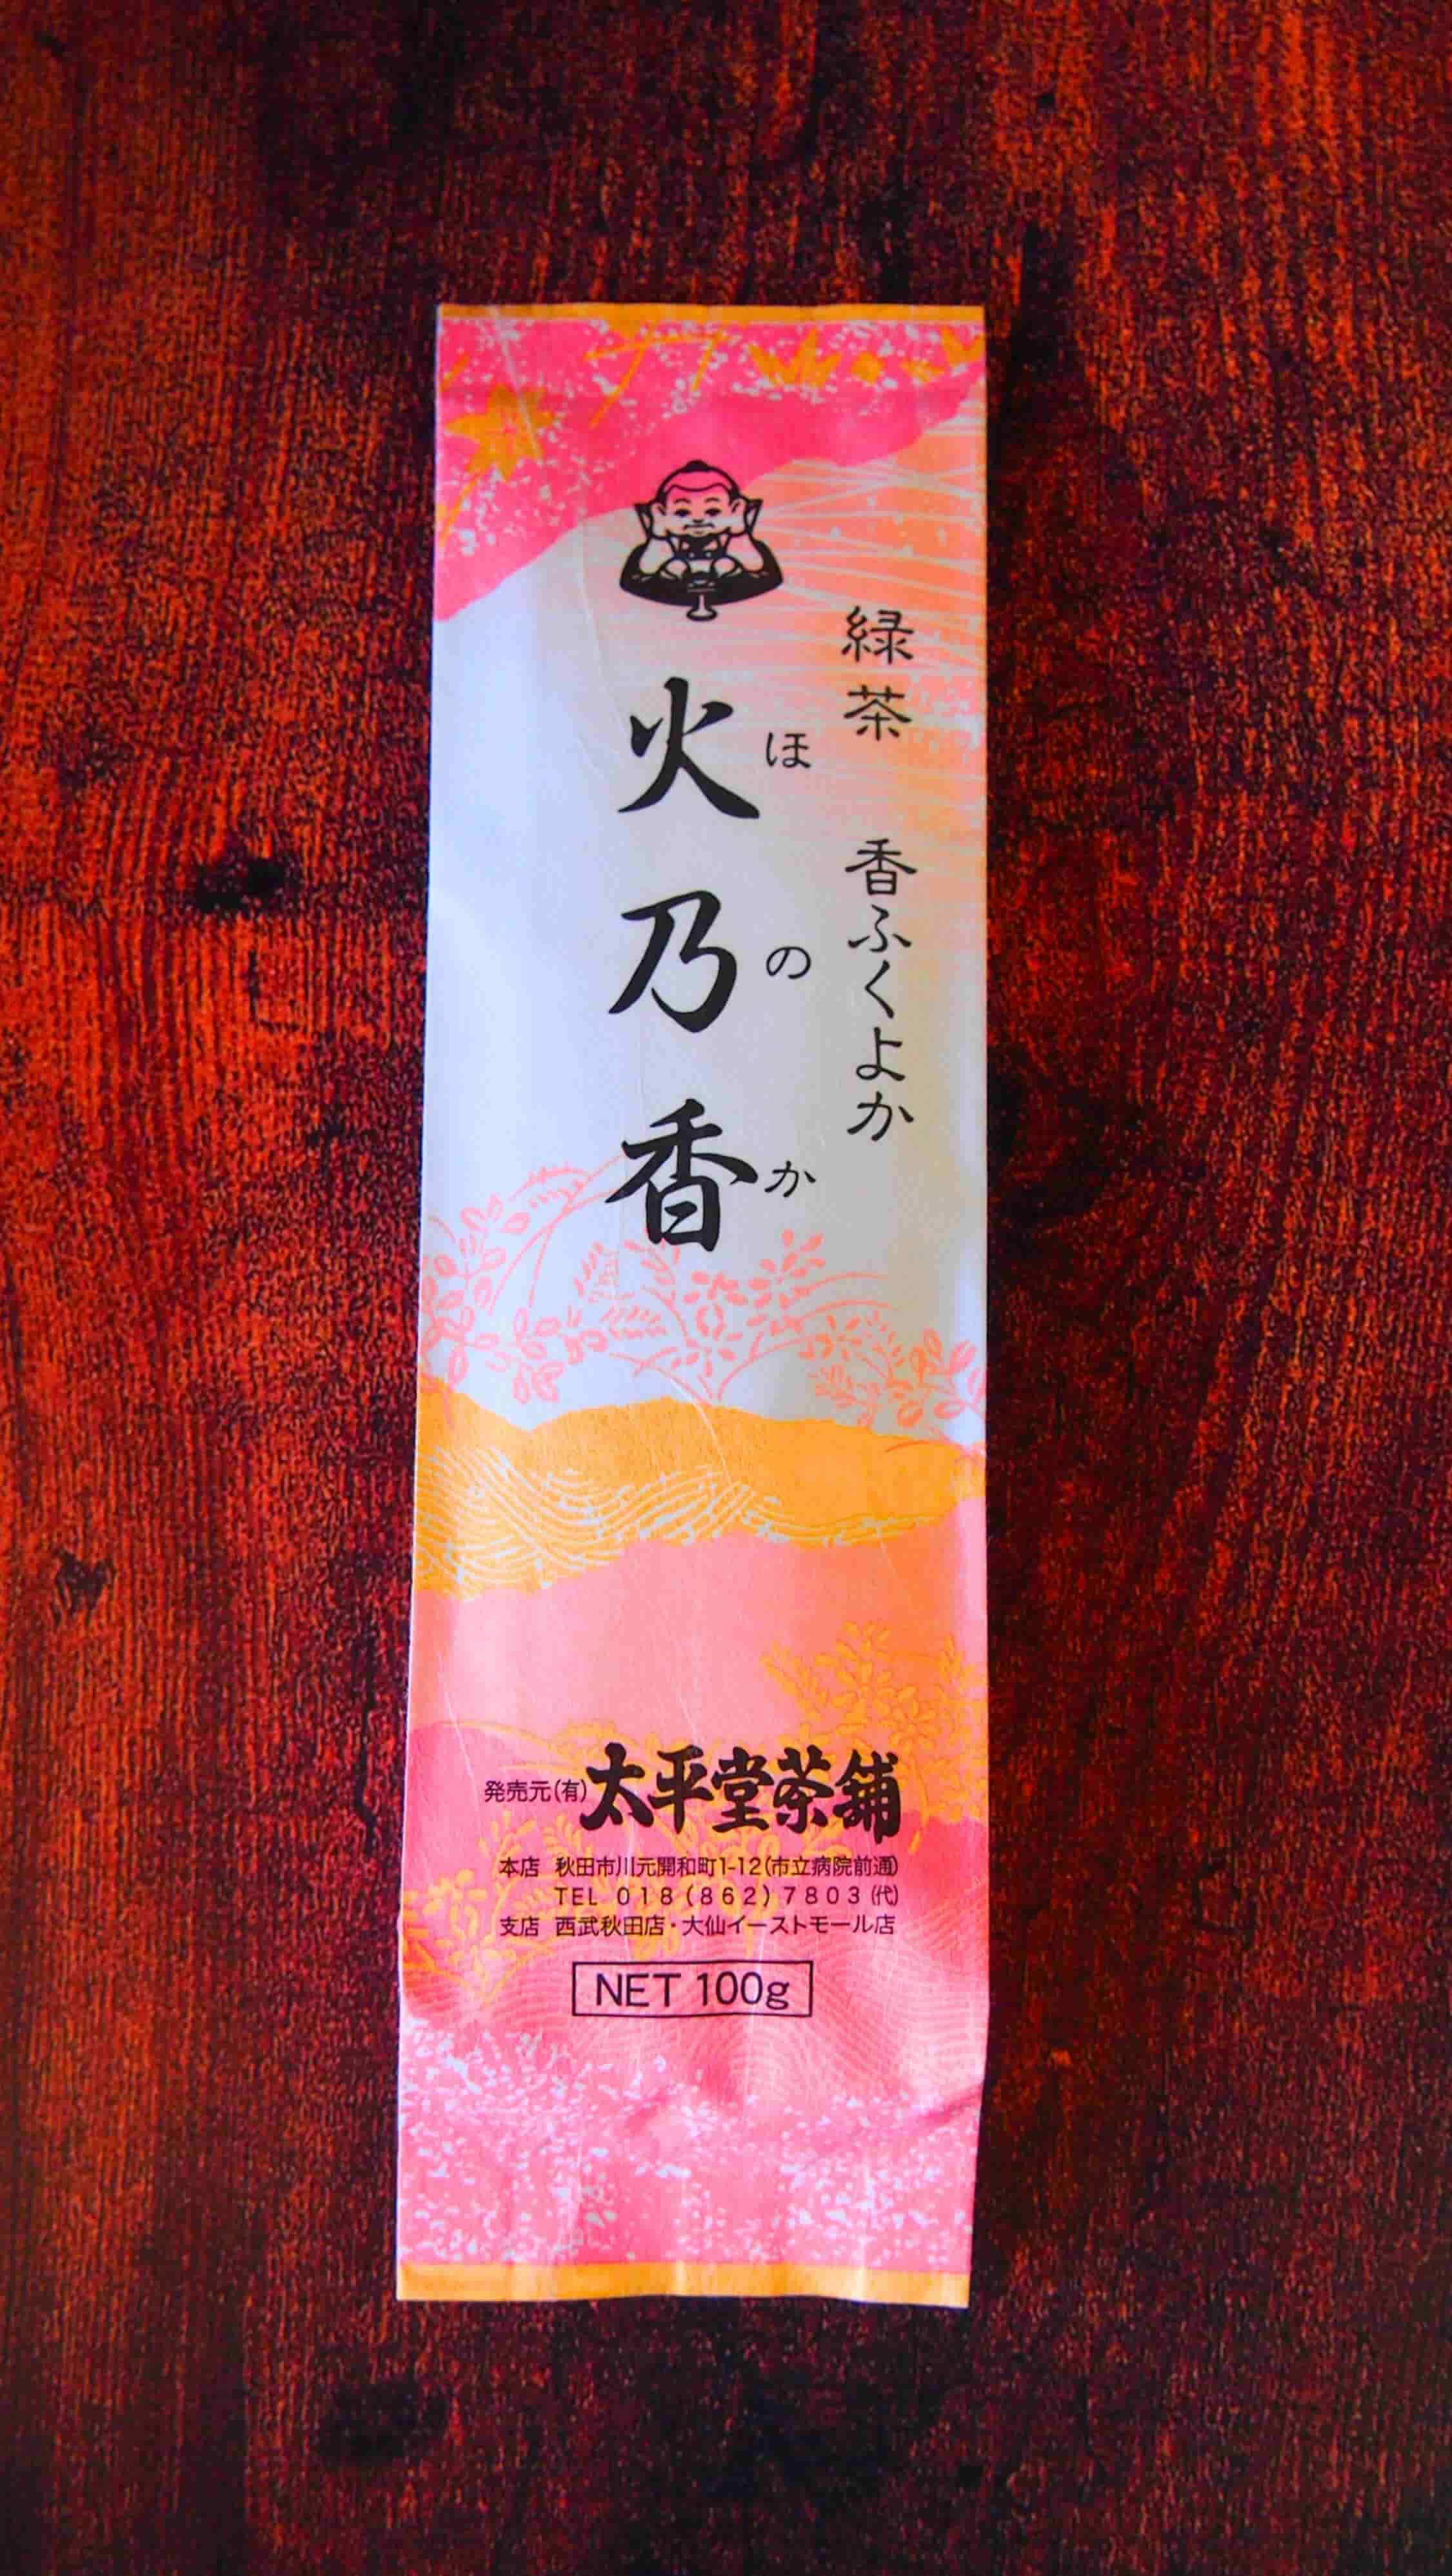 緑茶 香ふくよか
火乃香
ほのか
発売元(有)太平堂茶舗
本店 秋田市川元開和町1-12(市立病院前通)
TEL 018(862)7803(代)
支店 西武秋田店・大仙イーストモール店
NET 100g